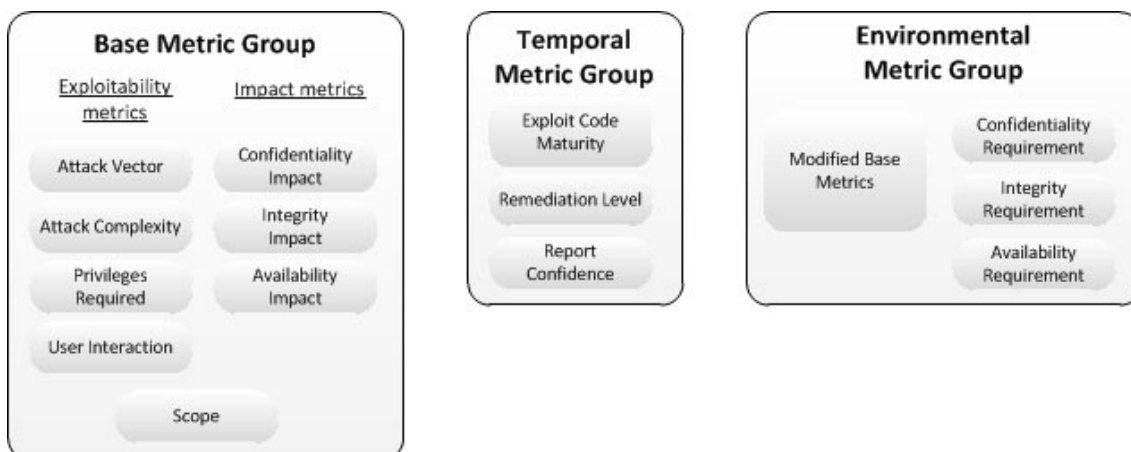 Base Metric Group
Exploitability
metrics
Impact metrics
Attack Vector
Confidentiality
Impact
Attack Complexity
Integrity
Impact
Privileges
Required
Availability
Impact
User Interaction
Scope
Temporal
Metric Group
Exploit Code
Maturity
Remediation Level
Report
Confidence
Environmental
Metric Group
Modified Base
Metrics
Confidentiality
Requirement
Integrity
Requirement
Availability
Requirement